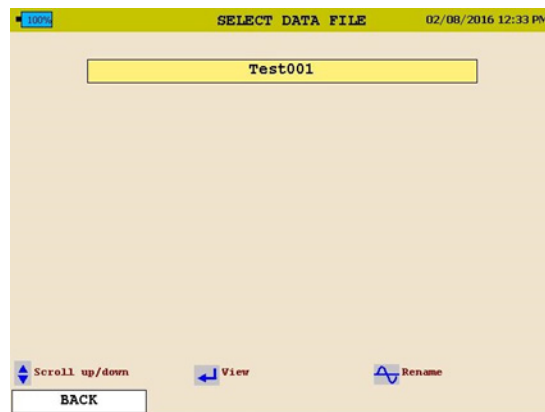 100% SELECT DATA FILE 02/08/2016 12:33 PM
Test001
Scroll up/down View Rename
BACK